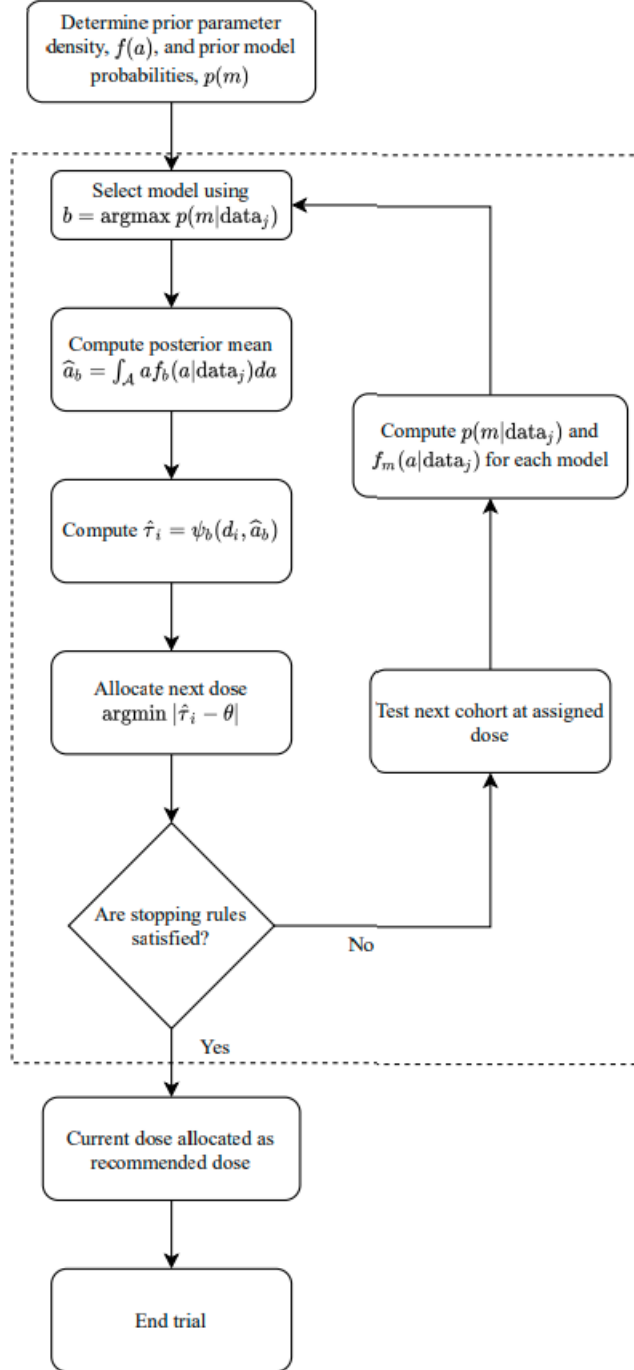 Determine prior parameter
density, f(a), and prior model
probabilities, p(m)
Select model using
b = argmax p(m|data_j)
Compute posterior mean
â_b = ∫_𝒜 a f_b(a|data_j)da
Compute τ̂_i = ψ_b(d_i, â_b)
Allocate next dose
argmin |τ̂_i − θ|
Are stopping rules
satisfied?
No
Test next cohort at assigned
dose
Compute p(m|data_j) and
f_m(a|data_j) for each model
Yes
Current dose allocated as
recommended dose
End trial